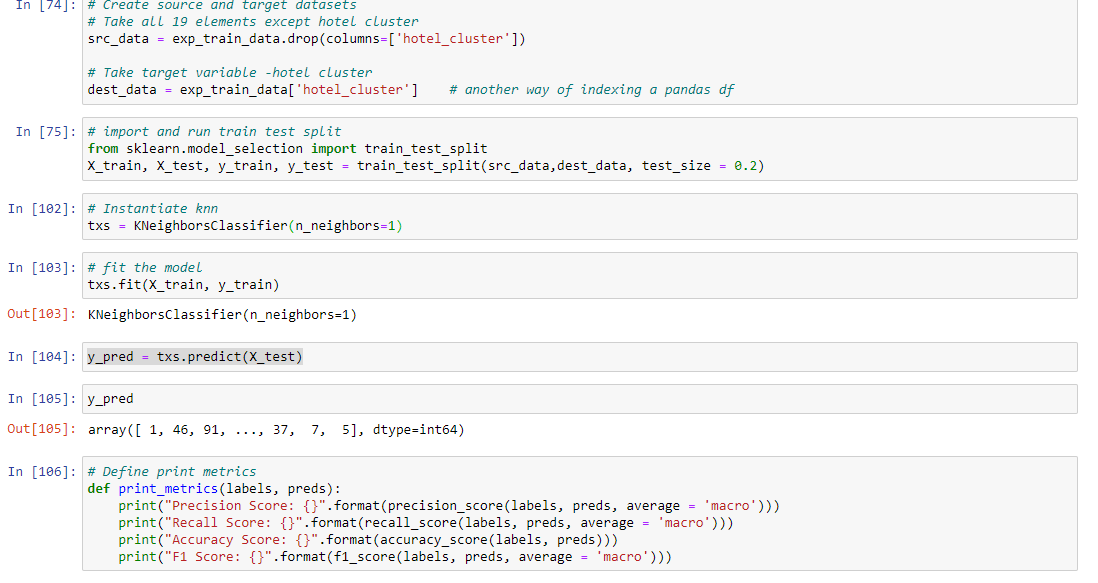 In [74]: # Create source and target datasets
# Take all 19 elements except hotel cluster
src_data = exp_train_data.drop(columns=['hotel_cluster'])
# Take target variable -hotel cluster
dest_data = exp_train_data['hotel_cluster']    # another way of indexing a pandas df
In [75]: # import and run train test split
from sklearn.model_selection import train_test_split
X_train, X_test, y_train, y_test = train_test_split(src_data,dest_data, test_size = 0.2)
In [102]: # Instantiate knn
txs = KNeighborsClassifier(n_neighbors=1)
In [103]: # fit the model
txs.fit(X_train, y_train)
Out[103]: KNeighborsClassifier(n_neighbors=1)
In [104]: y_pred = txs.predict(X_test)
In [105]: y_pred
Out[105]: array([ 1, 46, 91, ..., 37,  7,  5], dtype=int64)
In [106]: # Define print metrics
def print_metrics(labels, preds):
    print("Precision Score: {}".format(precision_score(labels, preds, average = 'macro')))
    print("Recall Score: {}".format(recall_score(labels, preds, average = 'macro')))
    print("Accuracy Score: {}".format(accuracy_score(labels, preds)))
    print("F1 Score: {}".format(f1_score(labels, preds, average = 'macro')))